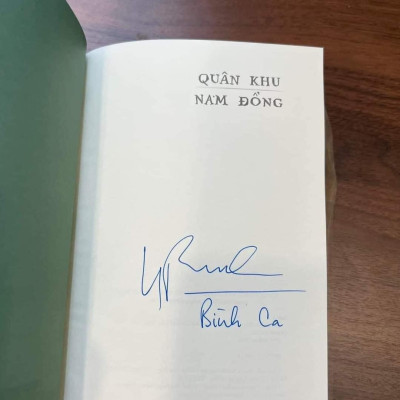 QUÂN KHU
NAM ĐỒNG
Bình Ca